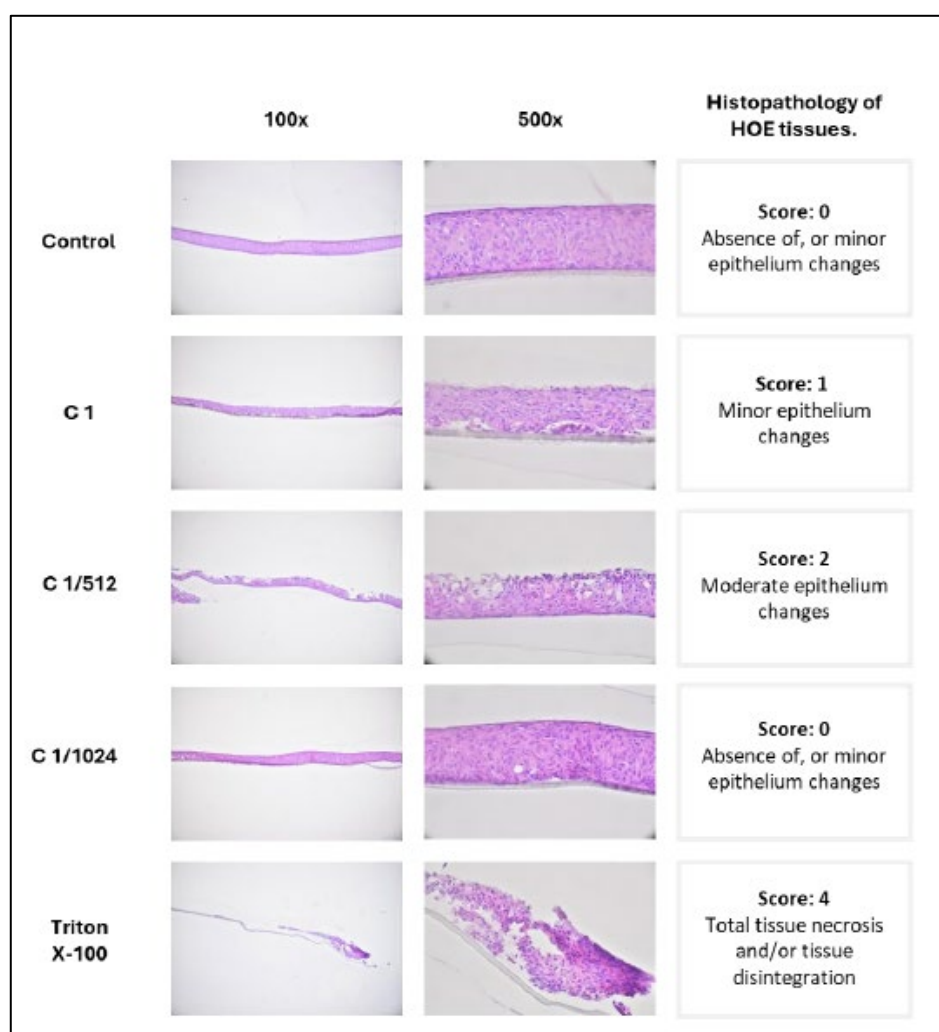 100x
500x
Histopathology of
HOE tissues.
Control
Score: 0
Absence of, or minor
epithelium changes
C 1
Score: 1
Minor epithelium
changes
C 1/512
Score: 2
Moderate epithelium
changes
C 1/1024
Score: 0
Absence of, or minor
epithelium changes
Triton
X-100
Score: 4
Total tissue necrosis
and/or tissue
disintegration